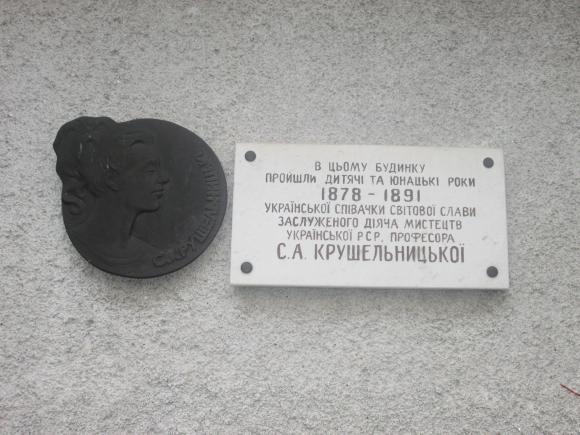 В ЦЬОМУ БУДИНКУ
ПРОЙШЛИ ДИТЯЧІ ТА ЮНАЦЬКІ РОКИ
1878 - 1891
УКРАЇНСЬКОЇ СПІВАЧКИ СВІТОВОЇ СЛАВИ
ЗАСЛУЖЕНОГО ДІЯЧА МИСТЕЦТВ
УКРАЇНСЬКОЇ РСР, ПРОФЕСОРА
С.А. КРУШЕЛЬНИЦЬКОЇ